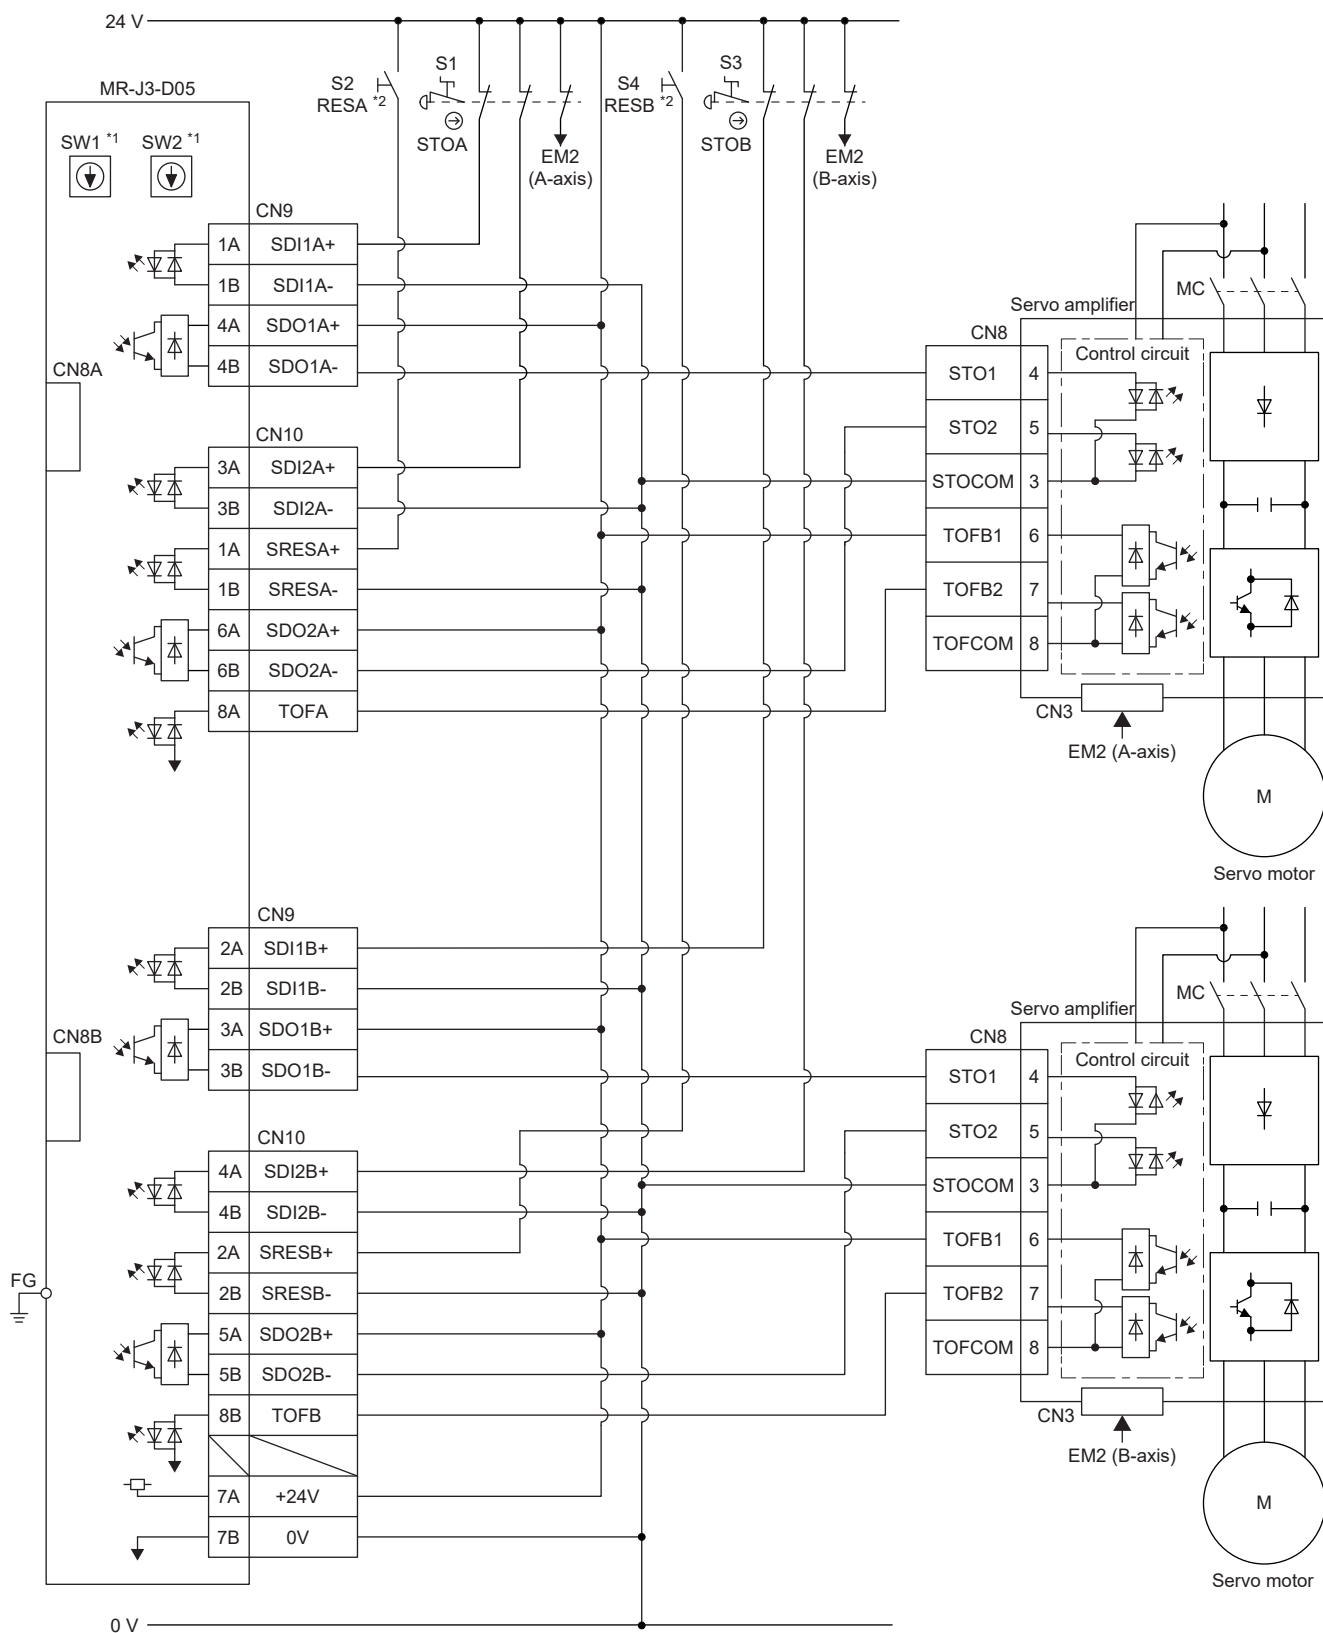 24 V
MR-J3-D05
SW1 *1
SW2 *1
S2
RESA *2
S1
STOA
EM2
(A-axis)
S4
RESB *2
S3
STOB
EM2
(B-axis)
CN9
1A SDI1A+
1B SDI1A-
4A SDO1A+
4B SDO1A-
CN8A
CN10
3A SDI2A+
3B SDI2A-
1A SRESA+
1B SRESA-
6A SDO2A+
6B SDO2A-
8A TOFA
MC
Servo amplifier
CN8
Control circuit
STO1 4
STO2 5
STOCOM 3
TOFB1 6
TOFB2 7
TOFCOM 8
CN3
EM2 (A-axis)
M
Servo motor
CN9
2A SDI1B+
2B SDI1B-
3A SDO1B+
3B SDO1B-
CN8B
CN10
4A SDI2B+
4B SDI2B-
2A SRESB+
2B SRESB-
5A SDO2B+
5B SDO2B-
8B TOFB
7A +24V
7B 0V
FG
MC
Servo amplifier
CN8
Control circuit
STO1 4
STO2 5
STOCOM 3
TOFB1 6
TOFB2 7
TOFCOM 8
CN3
EM2 (B-axis)
M
Servo motor
0 V